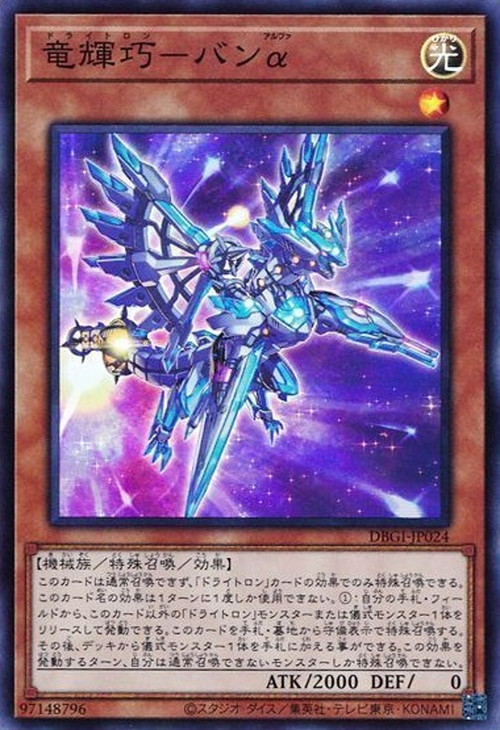 ドライトロン アルファ
竜輝巧－バンα
ひかり
光
DBGI-JP024
【機械族／特殊召喚／効果】
このカードは通常召喚できず、「ドライトロン」カードの効果でのみ特殊召喚できる。
このカード名の効果は１ターンに１度しか使用できない。①：自分の手札・フィ
ールドから、このカード以外の「ドライトロン」モンスターまたは儀式モンスター１体を
リリースして発動できる。このカードを手札・墓地から守備表示で特殊召喚する。
その後、デッキから儀式モンスター１体を手札に加える事ができる。この効果を
発動するターン、自分は通常召喚できないモンスターしか特殊召喚できない。
ATK/2000 DEF/ 0
97148796
©スタジオ・ダイス／集英社・テレビ東京・KONAMI